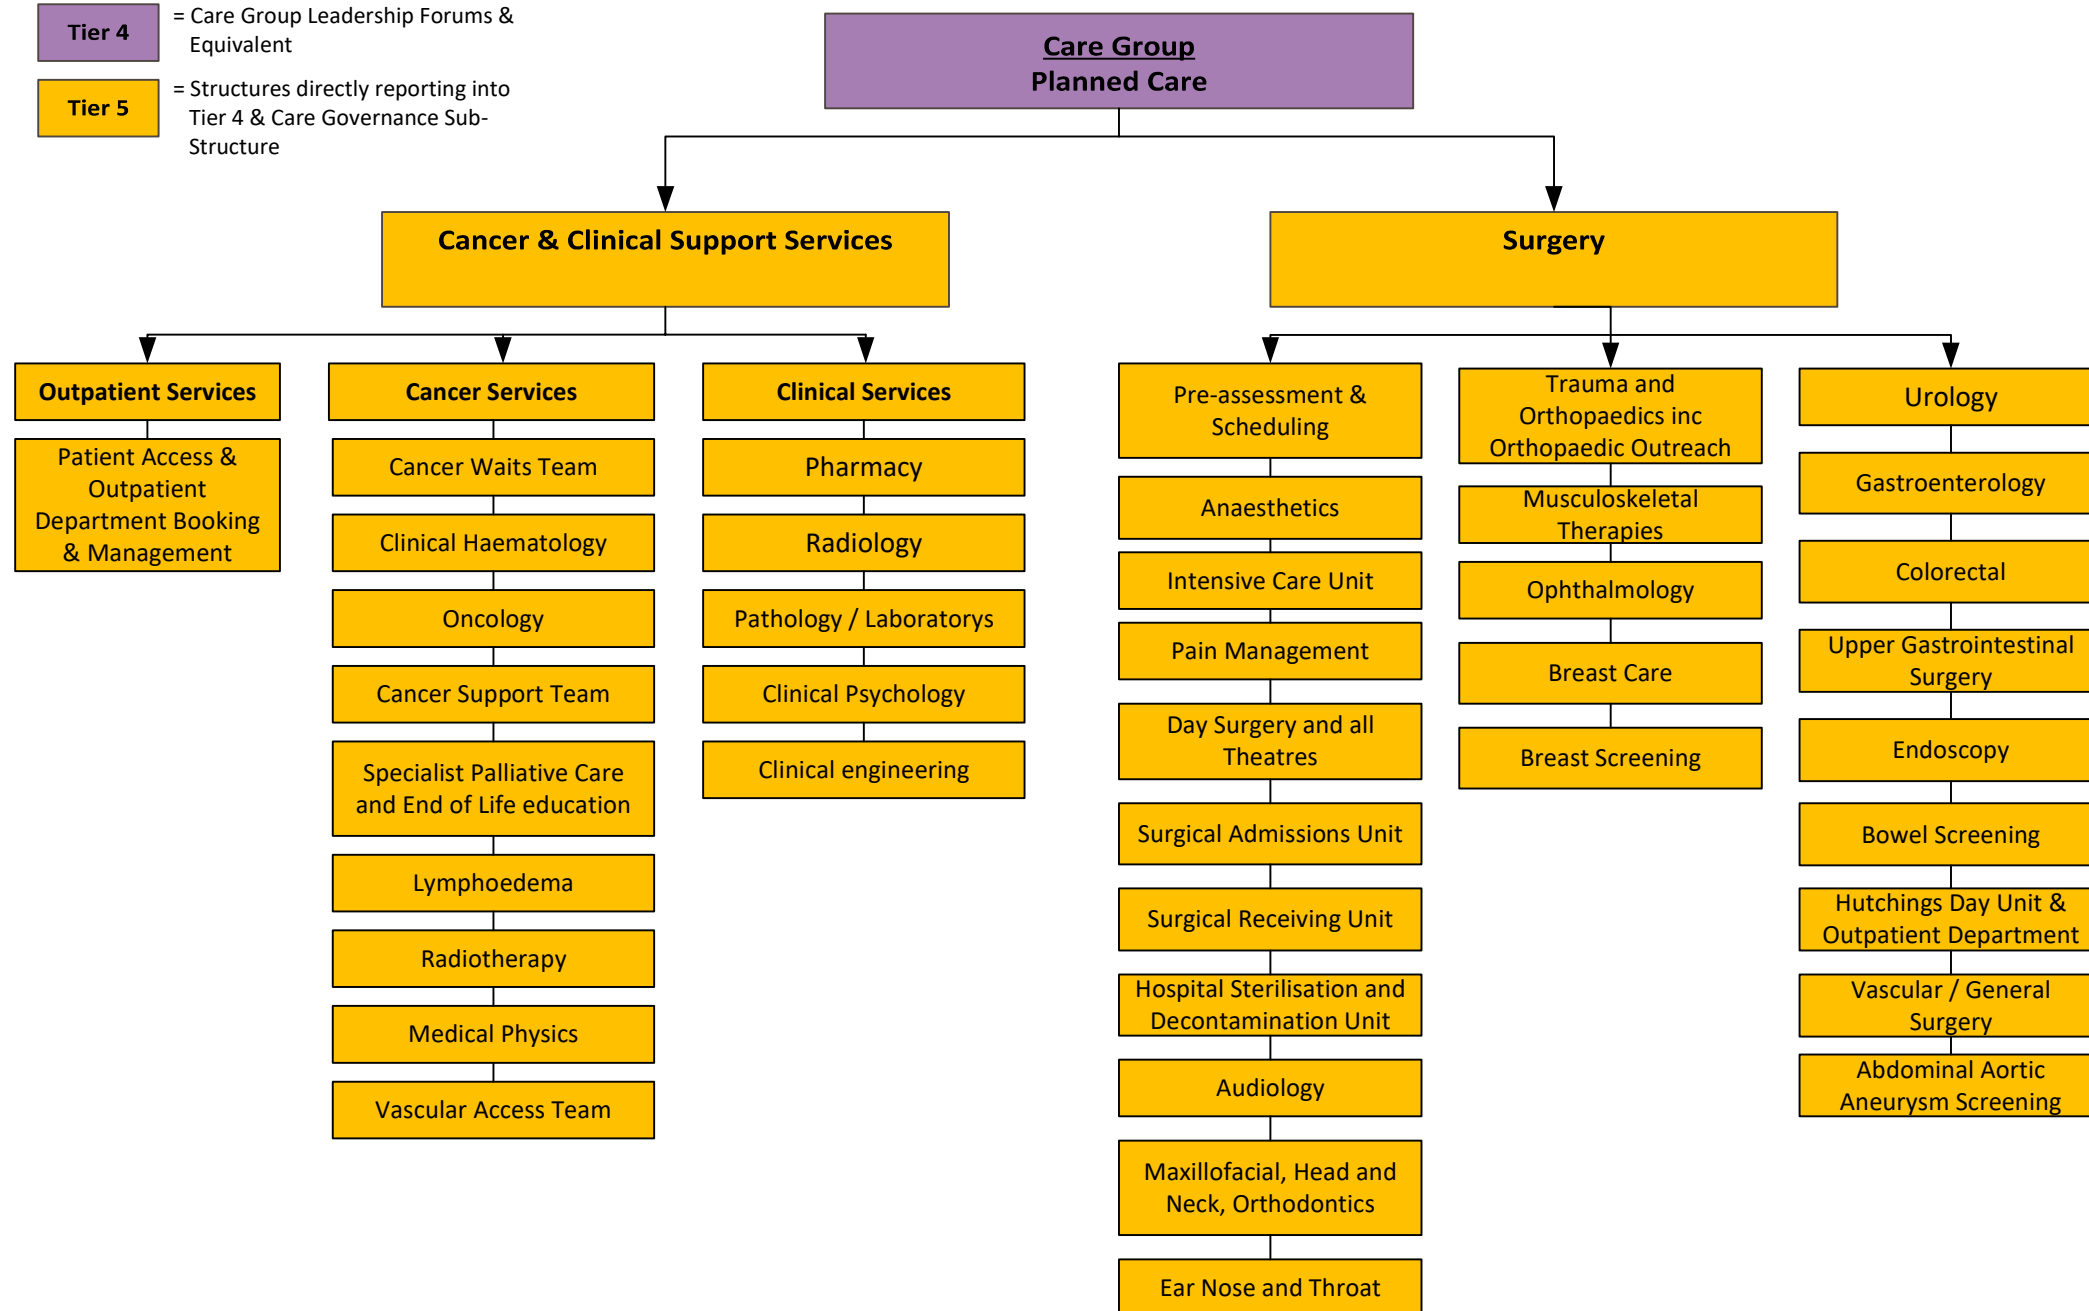 Tier 4
= Care Group Leadership Forums &
Equivalent
Tier 5
= Structures directly reporting into
Tier 4 & Care Governance Sub-
Structure
Care Group
Planned Care
Cancer & Clinical Support Services
Surgery
Outpatient Services
Patient Access &
Outpatient
Department Booking
& Management
Cancer Services
Cancer Waits Team
Clinical Haematology
Oncology
Cancer Support Team
Specialist Palliative Care
and End of Life education
Lymphoedema
Radiotherapy
Medical Physics
Vascular Access Team
Clinical Services
Pharmacy
Radiology
Pathology / Laboratorys
Clinical Psychology
Clinical engineering
Pre-assessment &
Scheduling
Anaesthetics
Intensive Care Unit
Pain Management
Day Surgery and all
Theatres
Surgical Admissions Unit
Surgical Receiving Unit
Hospital Sterilisation and
Decontamination Unit
Audiology
Maxillofacial, Head and
Neck, Orthodontics
Ear Nose and Throat
Trauma and
Orthopaedics inc
Orthopaedic Outreach
Musculoskeletal
Therapies
Ophthalmology
Breast Care
Breast Screening
Urology
Gastroenterology
Colorectal
Upper Gastrointestinal
Surgery
Endoscopy
Bowel Screening
Hutchings Day Unit &
Outpatient Department
Vascular / General
Surgery
Abdominal Aortic
Aneurysm Screening